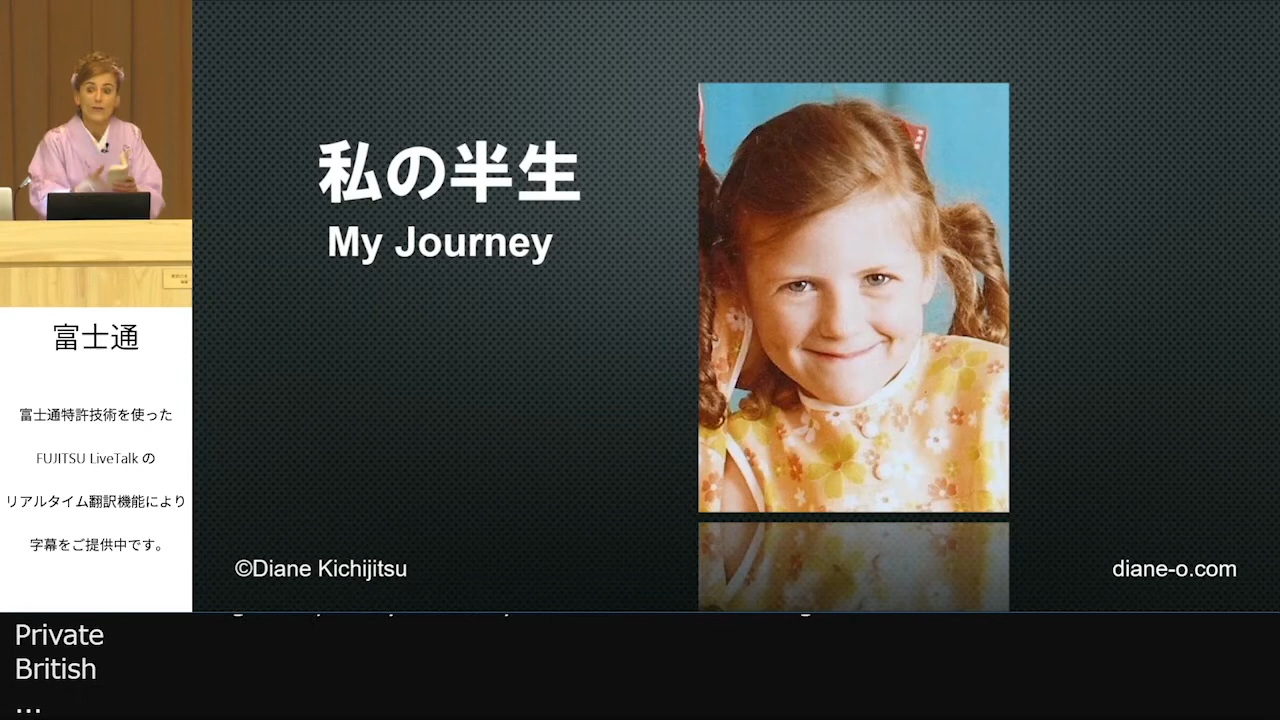 私の半生
My Journey
富士通
富士通特許技術を使った
FUJITSU LiveTalk の
リアルタイム翻訳機能により
字幕をご提供中です。
©Diane Kichijitsu
diane-o.com
Private
British
...